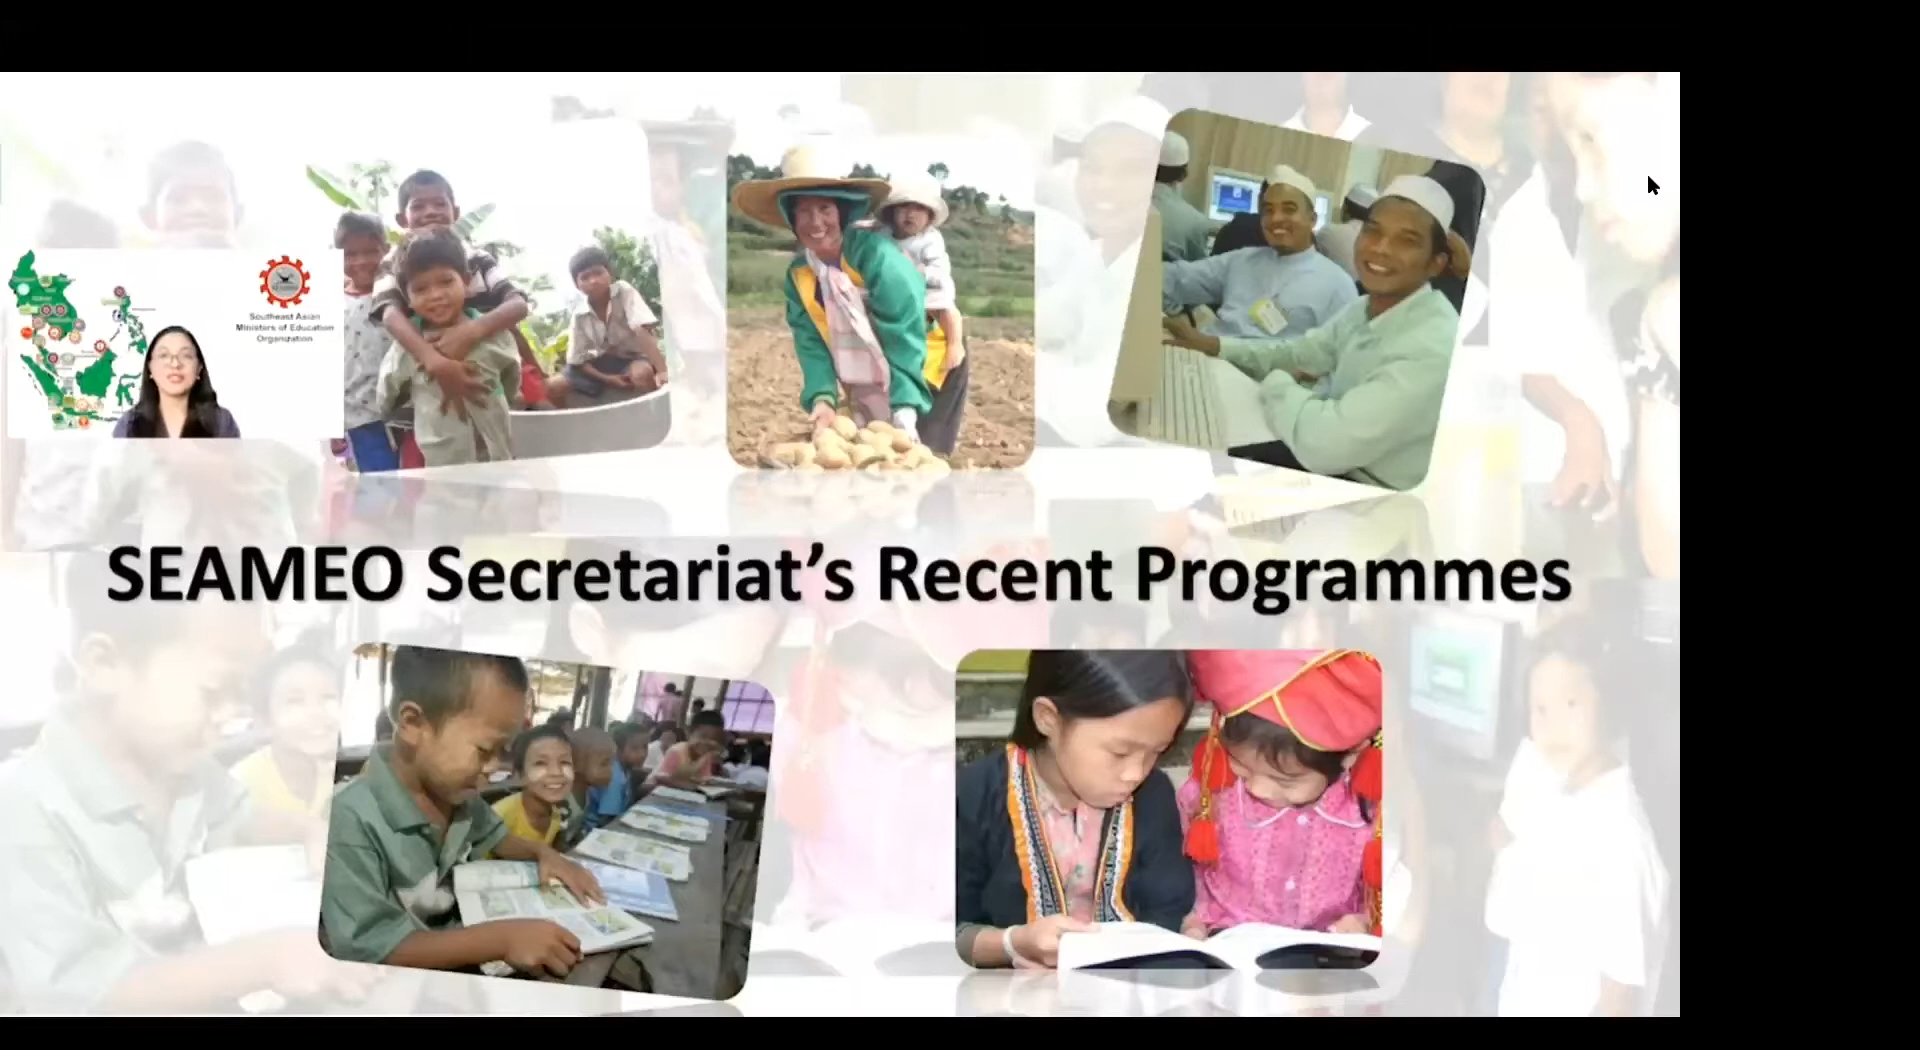 Southeast Asian
Ministers of Education
Organization
SEAMEO Secretariat's Recent Programmes